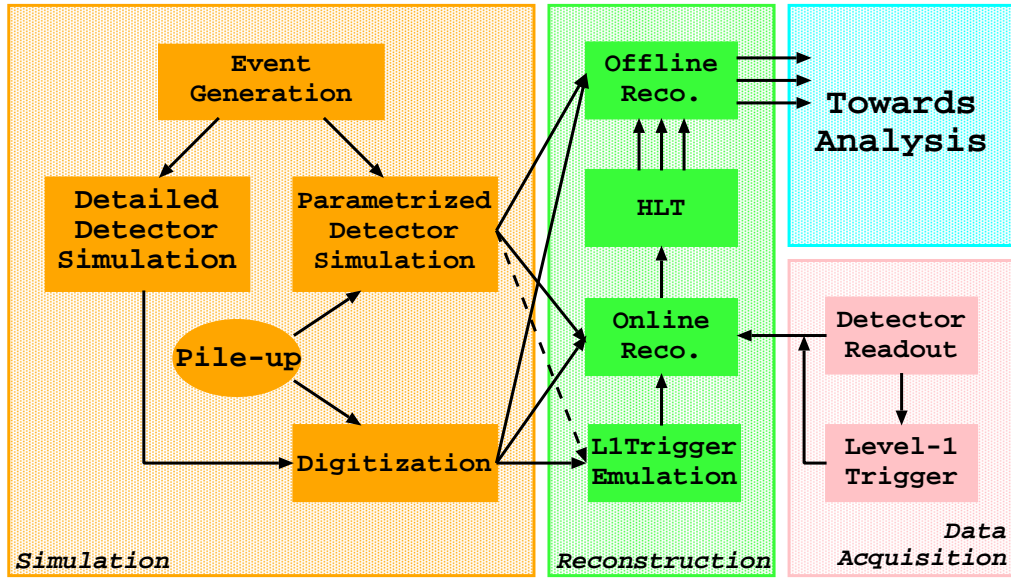 Event
Generation
Detailed
Detector
Simulation
Parametrized
Detector
Simulation
Pile-up
Digitization
Simulation
Offline
Reco.
HLT
Online
Reco.
L1Trigger
Emulation
Reconstruction
Towards
Analysis
Detector
Readout
Level-1
Trigger
Data
Acquisition